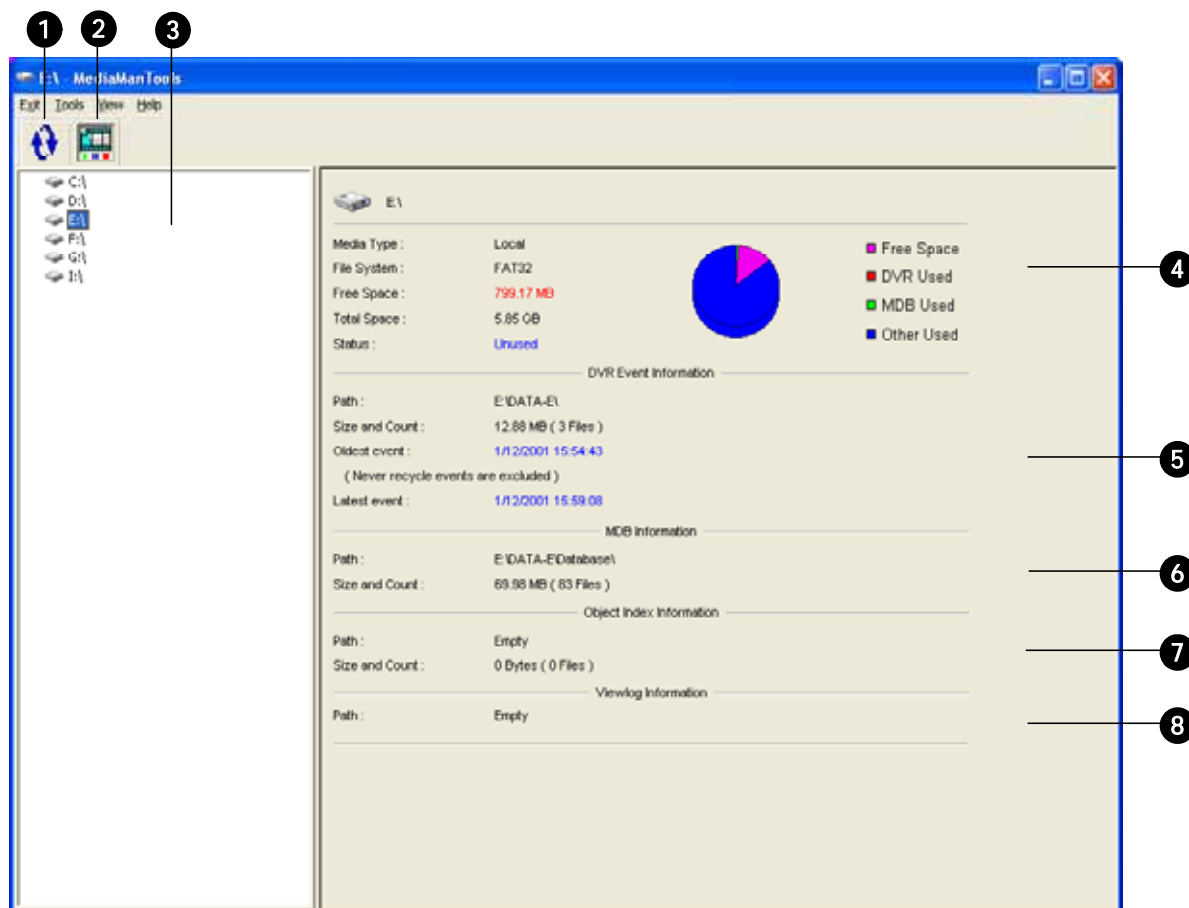 1 2 3
E:\ - MediaManTools
Exit Tools View Help
C:\
D:\
E:\
F:\
G:\
I:\
E:\
Media Type : Local
File System : FAT32
Free Space : 799.17 MB
Total Space : 5.85 GB
Status : Unused
Free Space
DVR Used
MDB Used
Other Used
4
DVR Event Information
Path : E:\DATA-E\
Size and Count : 12.88 MB ( 3 Files )
Oldest event : 1/12/2001 15:54:43
( Never recycle events are excluded )
Latest event : 1/12/2001 15:59:08
5
MDB Information
Path : E:\DATA-E\Database\
Size and Count : 69.98 MB ( 83 Files )
6
Object Index Information
Path : Empty
Size and Count : 0 Bytes ( 0 Files )
7
Viewlog Information
Path : Empty
8